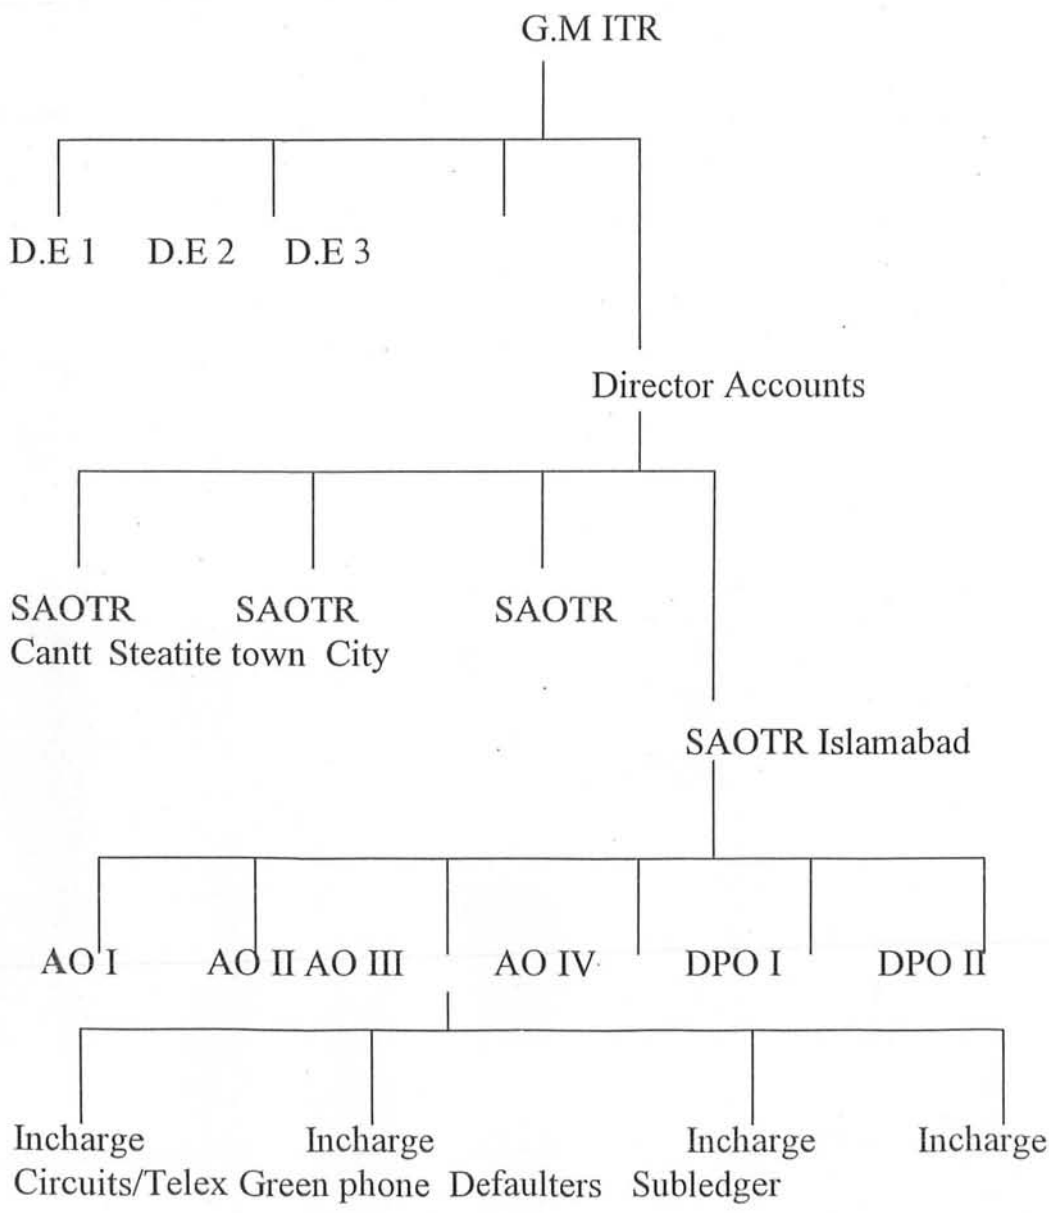 G.M ITR
D.E 1 D.E 2 D.E 3
Director Accounts
SAOTR SAOTR SAOTR
Cantt Steatite town City
SAOTR Islamabad
AO I AO II AO III AO IV DPO I DPO II
Incharge Incharge Incharge Incharge
Circuits/Telex Green phone Defaulters Subledger